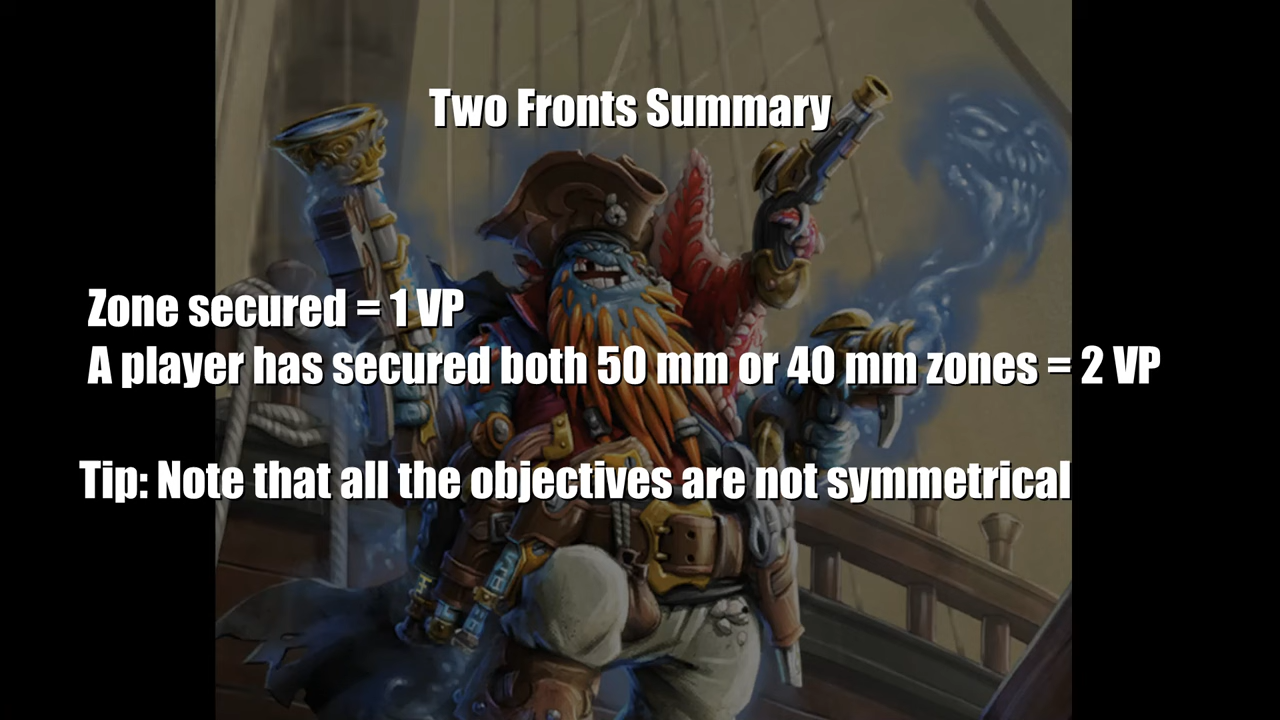 Two Fronts Summary
Zone secured = 1 VP
A player has secured both 50 mm or 40 mm zones = 2 VP
Tip: Note that all the objectives are not symmetrical